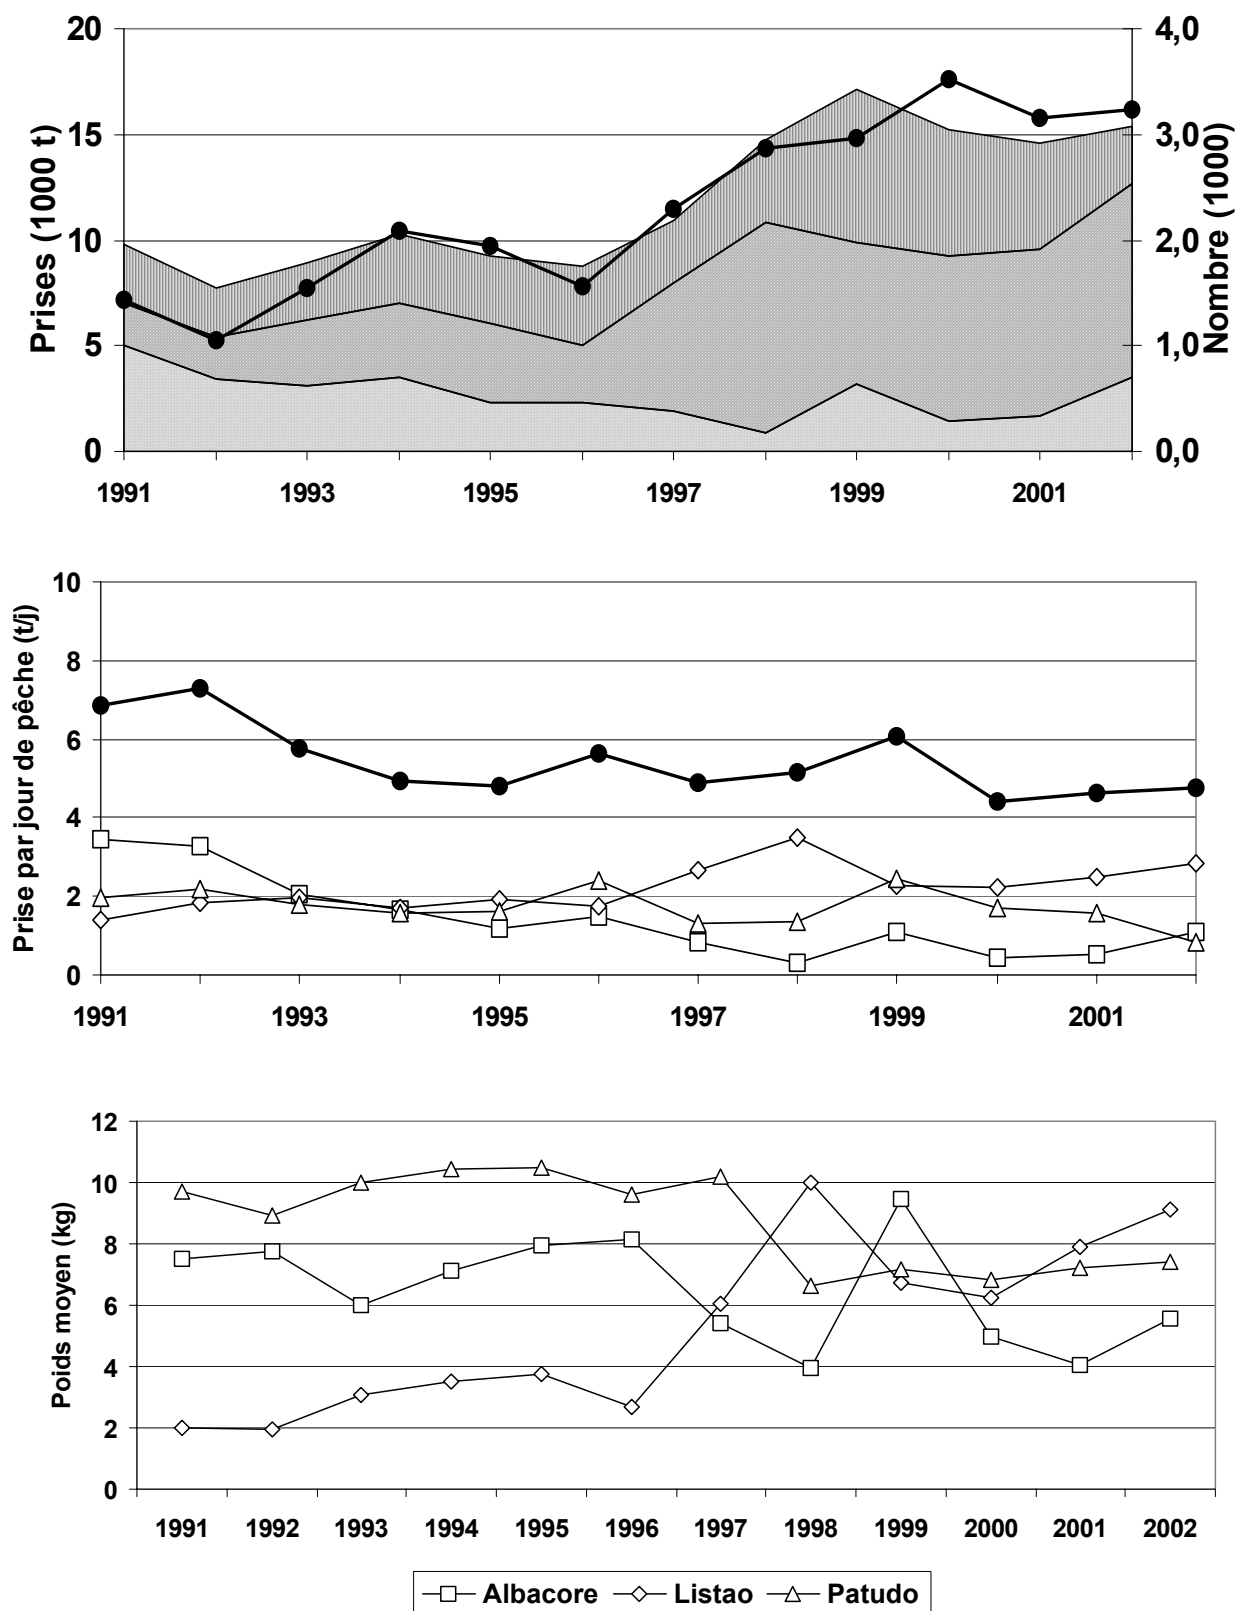 20
15
10
5
0
Prises (1000 t)
4,0
3,0
2,0
1,0
0,0
Nombre (1000)
1991 1993 1995 1997 1999 2001
10
8
6
4
2
0
Prise par jour de pêche (t/j)
1991 1993 1995 1997 1999 2001
12
10
8
6
4
2
0
Poids moyen (kg)
1991 1992 1993 1994 1995 1996 1997 1998 1999 2000 2001 2002
Albacore Listao Patudo